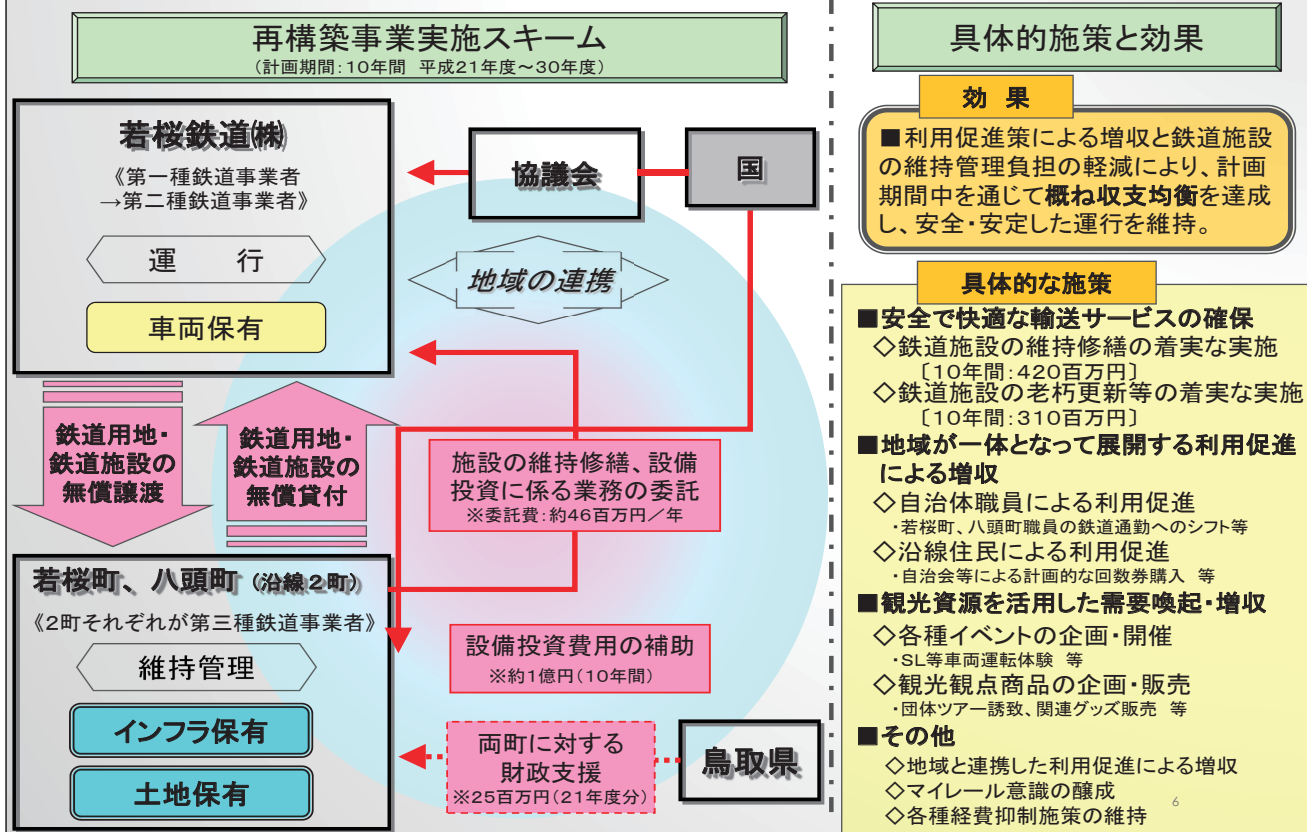 再構築事業実施スキーム
(計画期間:10年間 平成21年度～30年度)
若桜鉄道㈱
《第一種鉄道事業者
→第二種鉄道事業者》
運 行
車両保有
協議会
国
地域の連携
鉄道用地・
鉄道施設の
無償譲渡
鉄道用地・
鉄道施設の
無償貸付
施設の維持修繕、設備
投資に係る業務の委託
※委託費:約46百万円／年
若桜町、八頭町 (沿線2町)
《2町それぞれが第三種鉄道事業者》
維持管理
インフラ保有
土地保有
設備投資費用の補助
※約1億円(10年間)
両町に対する
財政支援
※25百万円(21年度分)
鳥取県
具体的施策と効果
効 果
■利用促進策による増収と鉄道施設
の維持管理負担の軽減により、計画
期間中を通じて概ね収支均衡を達成
し、安全・安定した運行を維持。
具体的な施策
■安全で快適な輸送サービスの確保
◇鉄道施設の維持修繕の着実な実施
〔10年間:420百万円〕
◇鉄道施設の老朽更新等の着実な実施
〔10年間:310百万円〕
■地域が一体となって展開する利用促進
による増収
◇自治体職員による利用促進
・若桜町、八頭町職員の鉄道通勤へのシフト等
◇沿線住民による利用促進
・自治会等による計画的な回数券購入 等
■観光資源を活用した需要喚起・増収
◇各種イベントの企画・開催
・SL等車両運転体験 等
◇観光観点商品の企画・販売
・団体ツアー誘致、関連グッズ販売 等
■その他
◇地域と連携した利用促進による増収
◇マイレール意識の醸成
◇各種経費抑制施策の維持
6